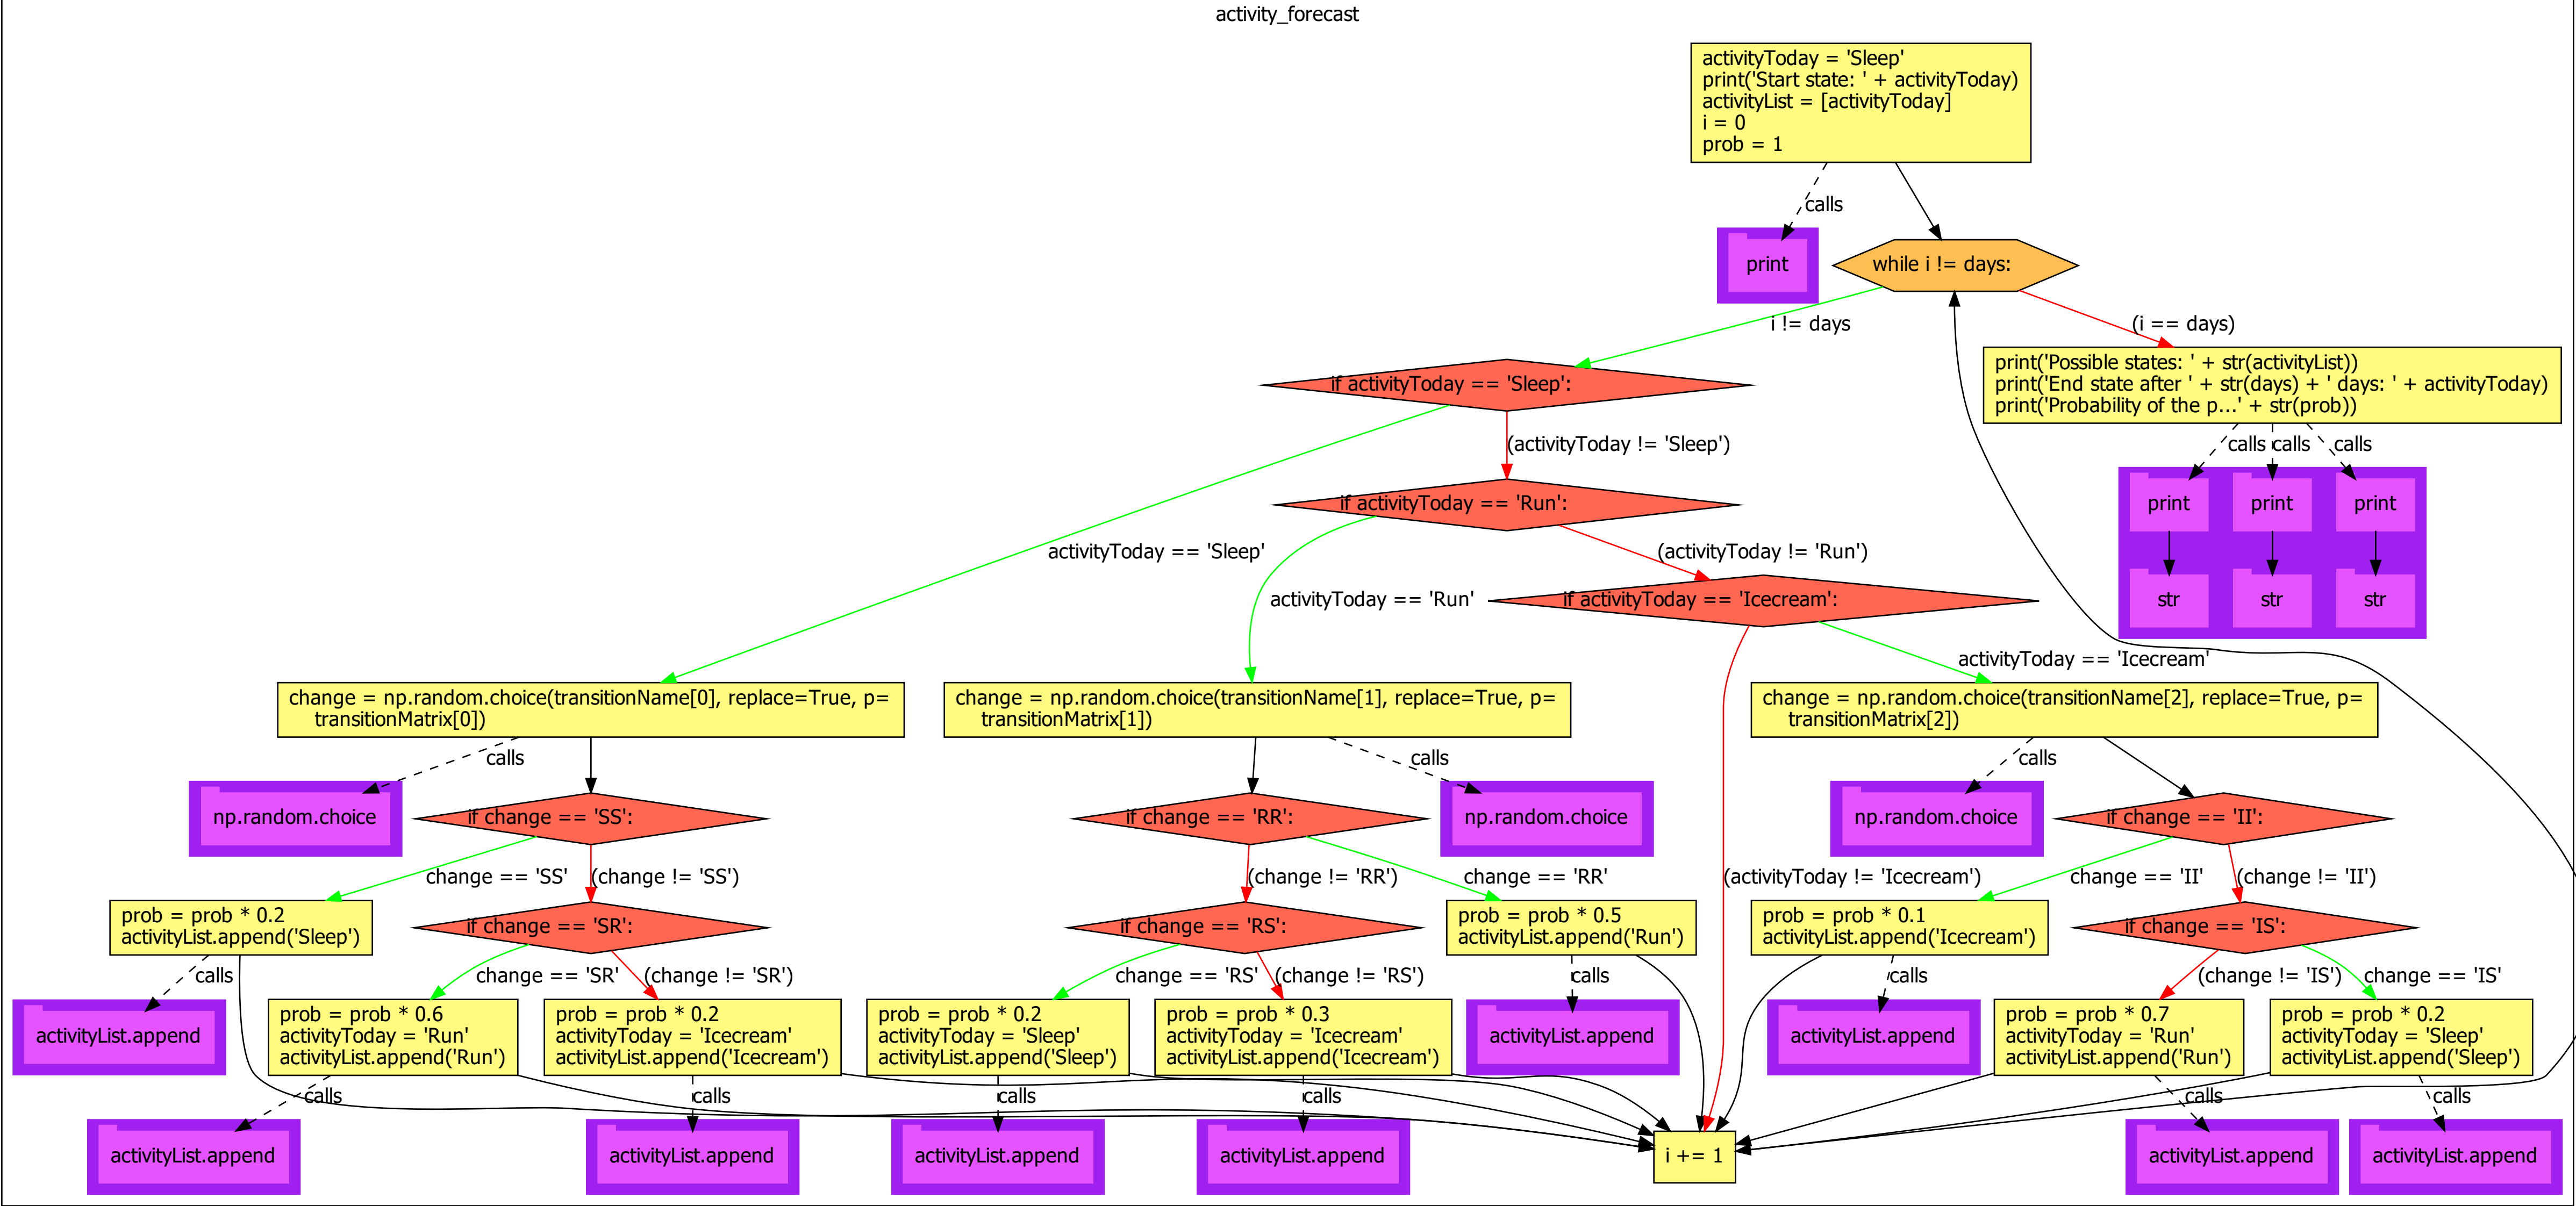 activity_forecast
activityToday = 'Sleep'
print('Start state: ' + activityToday)
activityList = [activityToday]
i = 0
prob = 1
calls
print
while i != days:
i != days
(i == days)
if activityToday == 'Sleep':
print('Possible states: ' + str(activityList))
print('End state after ' + str(days) + ' days: ' + activityToday)
print('Probability of the p...' + str(prob))
(activityToday != 'Sleep')
calls
calls
calls
if activityToday == 'Run':
print
print
print
activityToday == 'Sleep'
(activityToday != 'Run')
activityToday == 'Run'
if activityToday == 'Icecream':
str
str
str
activityToday == 'Icecream'
change = np.random.choice(transitionName[0], replace=True, p=
transitionMatrix[0])
change = np.random.choice(transitionName[1], replace=True, p=
transitionMatrix[1])
change = np.random.choice(transitionName[2], replace=True, p=
transitionMatrix[2])
calls
calls
calls
np.random.choice
if change == 'SS':
if change == 'RR':
np.random.choice
np.random.choice
if change == 'II':
change == 'SS'
(change != 'SS')
(change != 'RR')
change == 'RR'
(activityToday != 'Icecream')
change == 'II'
(change != 'II')
prob = prob * 0.2
activityList.append('Sleep')
if change == 'SR':
if change == 'RS':
prob = prob * 0.5
activityList.append('Run')
prob = prob * 0.1
activityList.append('Icecream')
if change == 'IS':
calls
change == 'SR'
(change != 'SR')
change == 'RS'
(change != 'RS')
calls
calls
(change != 'IS')
change == 'IS'
activityList.append
prob = prob * 0.6
activityToday = 'Run'
activityList.append('Run')
prob = prob * 0.2
activityToday = 'Icecream'
activityList.append('Icecream')
prob = prob * 0.2
activityToday = 'Sleep'
activityList.append('Sleep')
prob = prob * 0.3
activityToday = 'Icecream'
activityList.append('Icecream')
activityList.append
activityList.append
prob = prob * 0.7
activityToday = 'Run'
activityList.append('Run')
prob = prob * 0.2
activityToday = 'Sleep'
activityList.append('Sleep')
calls
calls
calls
calls
calls
calls
activityList.append
activityList.append
activityList.append
activityList.append
i += 1
activityList.append
activityList.append